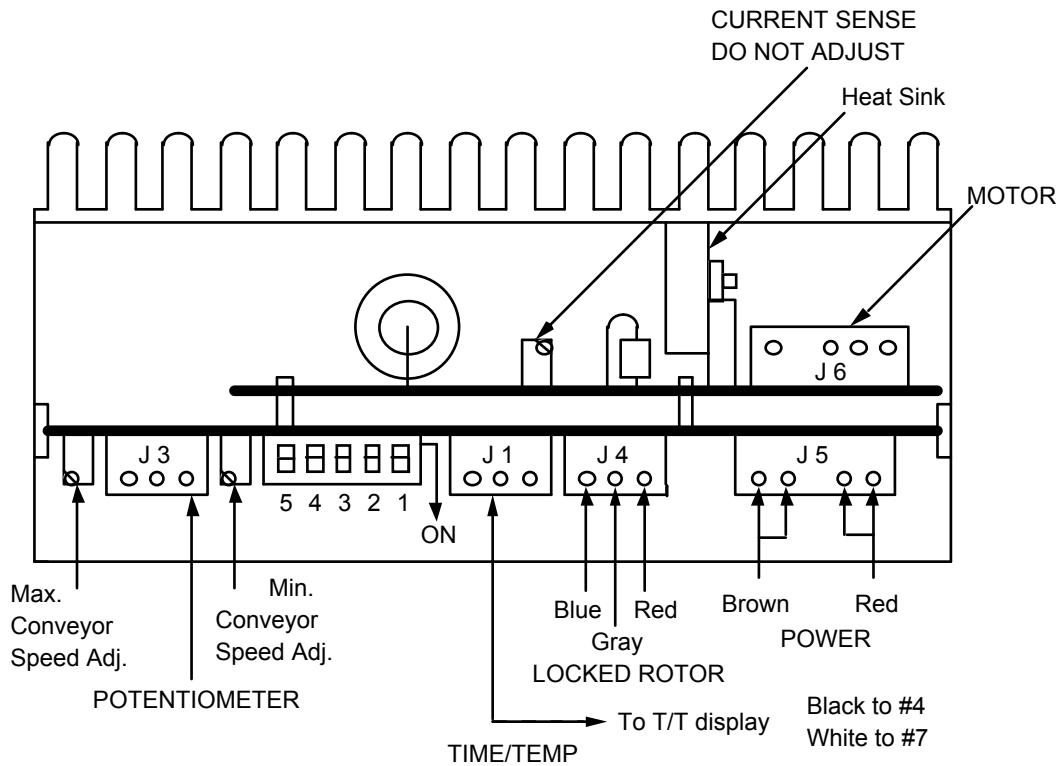 CURRENT SENSE
DO NOT ADJUST
Heat Sink
MOTOR
J 6
J 3
J 1
J 4
J 5
5 4 3 2 1
ON
Max.
Conveyor
Speed Adj.
Min.
Conveyor
Speed Adj.
Blue
Red
Gray
LOCKED ROTOR
Brown
Red
POWER
POTENTIOMETER
To T/T display
TIME/TEMP
Black to #4
White to #7